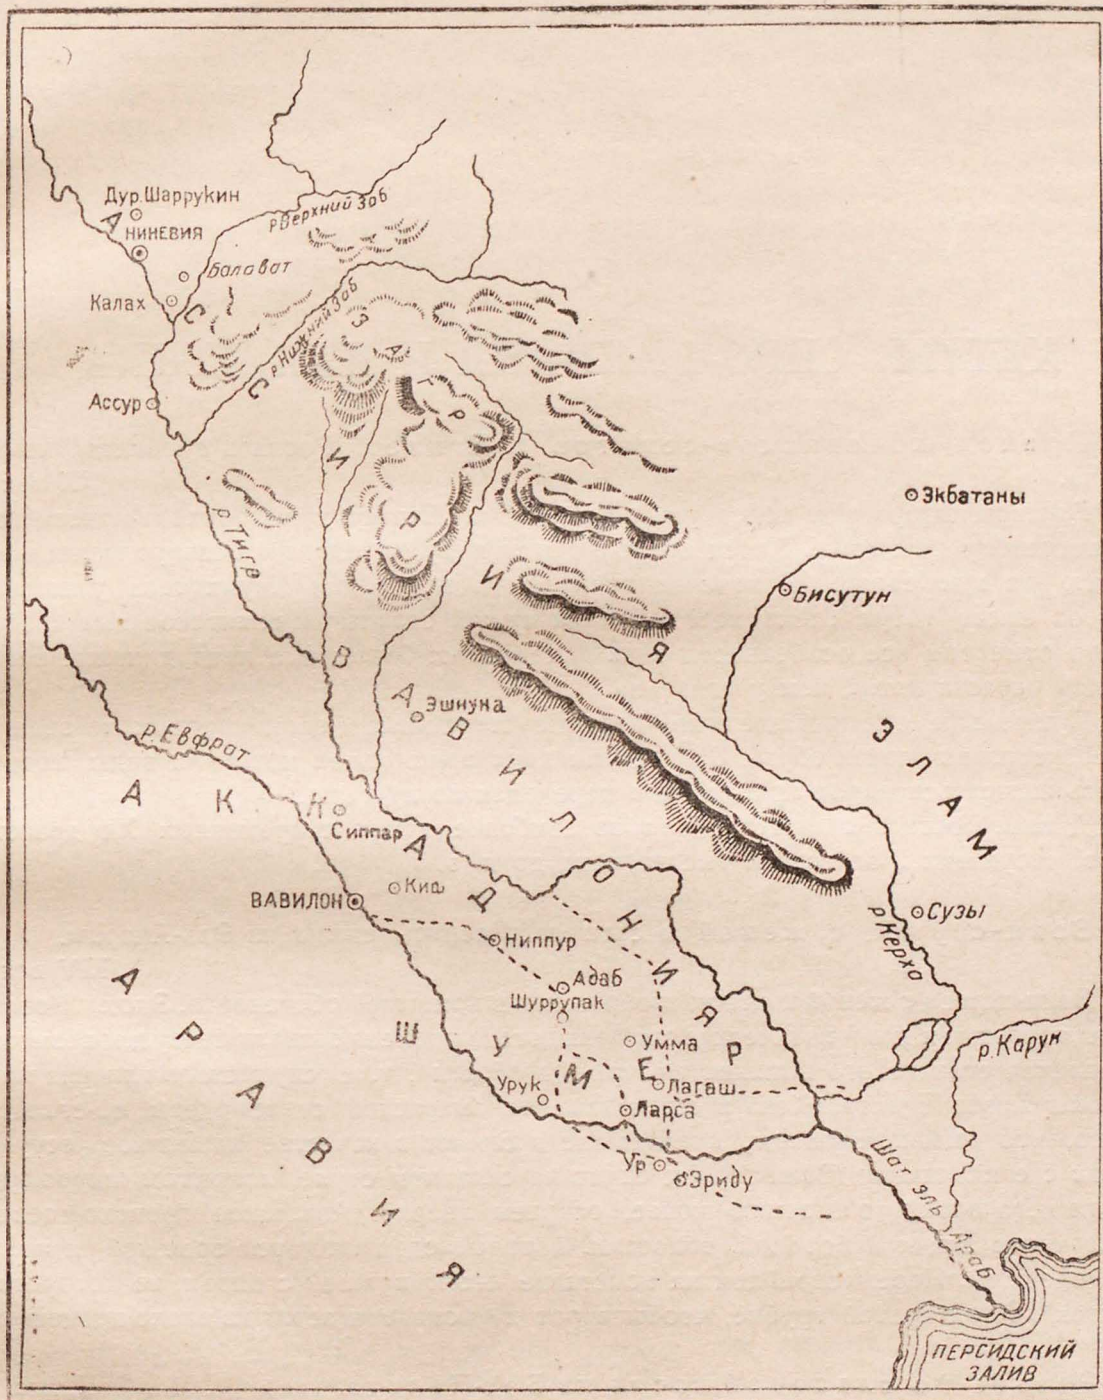 Дур.Шаррукин
НИНЕВИЯ
р.Верхний Заб
Балават
Калах
р.Нижний Заб
Ассур
АССИРИЯ
ЗАГРИЯ
Экбатаны
р.Тигр
Бисутун
Эшнуна
р.Евфрат
ВАВИЛОНИЯ
ЭЛАМ
АККАД
Сиппар
Киш
ВАВИЛОН
Сузы
р.Керха
Ниппур
Адаб
Шуррупак
АРАВИЯ
ШУМЕР
Умма
р.Карун
Урук
Лагаш
Ларса
Ур
Эриду
Шат эль Араб
ПЕРСИДСКИЙ
ЗАЛИВ